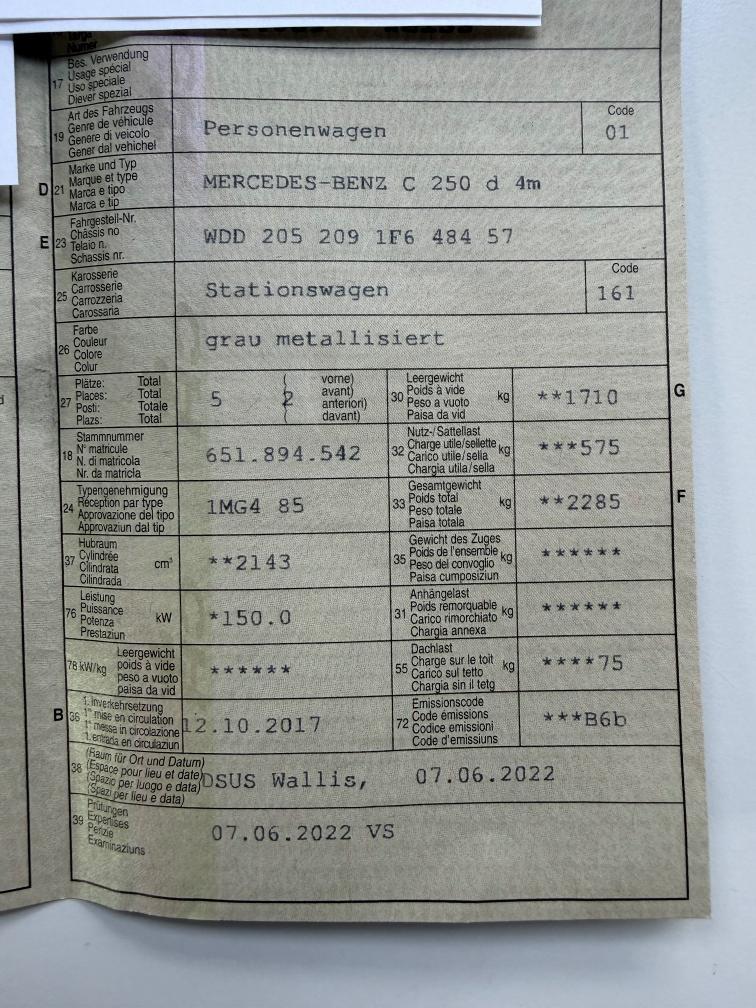 Numer
17
Bes. Verwendung
Usage spécial
Uso speciale
Diever spezial
19
Art des Fahrzeugs
Genre de véhicule
Genere di veicolo
Gener dal vehichel
Personenwagen
Code
01
D
21
Marke und Typ
Marque et type
Marca e tipo
Marca e tip
MERCEDES-BENZ C 250 d 4m
E
23
Fahrgestell-Nr.
Châssis no
Telaio n.
Schassis nr.
WDD 205 209 1F6 484 57
25
Karosserie
Carrosserie
Carrozzeria
Carossaria
Stationswagen
Code
161
26
Farbe
Couleur
Colore
Colur
grau metallisiert
27
Plätze: Total
Places: Total
Posti: Totale
Plazs: Total
5 ( 2 vorne)
( avant)
( anteriori)
( davant)
30
Leergewicht
Poids à vide
Peso a vuoto
Paisa da vid
kg
**1710
G
18
Stammnummer
N° matricule
N. di matricola
Nr. da matricla
651.894.542
32
Nutz-/Sattellast
Charge utile/sellette
Carico utile/sella
Chargia utila/sella
kg
***575
24
Typengenehmigung
Réception par type
Approvazione del tipo
Approvaziun dal tip
1MG4 85
33
Gesamtgewicht
Poids total
Peso totale
Paisa totala
kg
**2285
F
37
Hubraum
Cylindrée
Cilindrata
Cilindrada
cm³
**2143
35
Gewicht des Zuges
Poids de l'ensemble
Peso del convoglio
Paisa cumposiziun
kg
******
76
Leistung
Puissance
Potenza
Prestaziun
kW
*150.0
31
Anhängelast
Poids remorquable
Carico rimorchiato
Chargia annexa
kg
******
78 kW/kg
Leergewicht
poids à vide
peso a vuoto
paisa da vid
******
55
Dachlast
Charge sur le toit
Carico sul tetto
Chargia sin il tetg
kg
****75
B
36
1. Inverkehrsetzung
1re mise en circulation
1a messa in circolazione
1. entrada en circulaziun
12.10.2017
72
Emissionscode
Code émissions
Codice emissioni
Code d'emissiuns
***B6b
38
(Raum für Ort und Datum)
(Espace pour lieu et date)
(Spazio per luogo e data)
(Spazi per lieu e data)
DSUS Wallis, 07.06.2022
39
Prüfungen
Expertises
Perizie
Examinaziuns
07.06.2022 VS